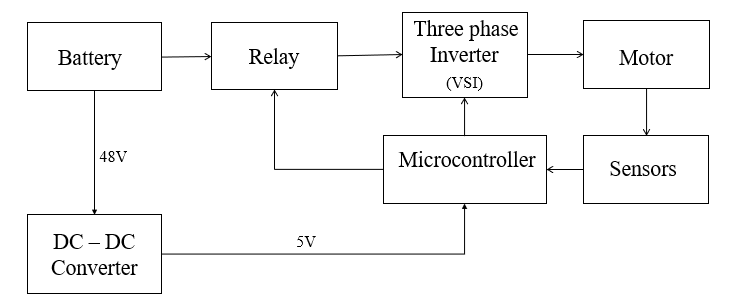 Battery
Relay
Three phase
Inverter
(VSI)
Motor
48V
Microcontroller
Sensors
DC – DC
Converter
5V